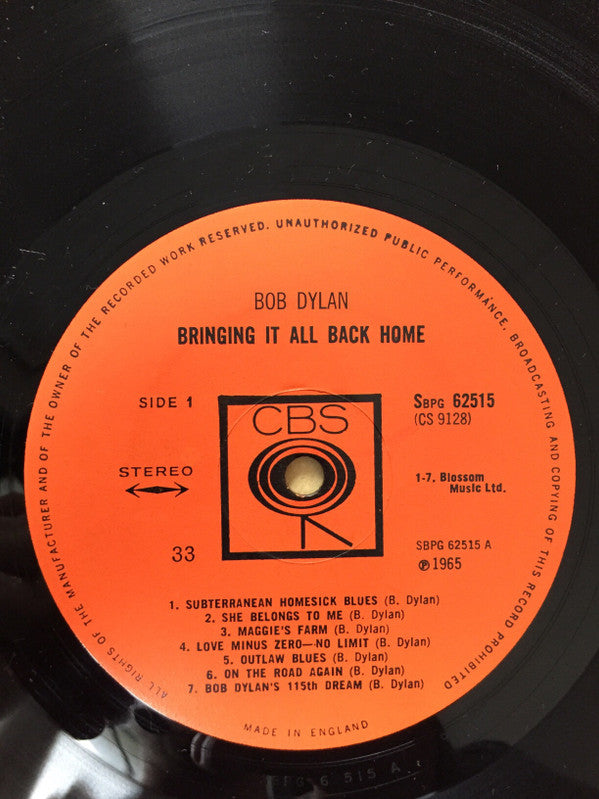 ALL RIGHTS OF THE MANUFACTURER AND OF THE OWNER OF THE RECORDED WORK RESERVED. UNAUTHORIZED PUBLIC PERFORMANCE, BROADCASTING AND COPYING OF THIS RECORD PROHIBITED
BOB DYLAN
BRINGING IT ALL BACK HOME
SIDE 1
CBS
SBPG 62515
(CS 9128)
STEREO
1-7. Blossom
Music Ltd.
33
SBPG 62515 A
℗ 1965
1. SUBTERRANEAN HOMESICK BLUES (B. Dylan)
2. SHE BELONGS TO ME (B. Dylan)
3. MAGGIE'S FARM (B. Dylan)
4. LOVE MINUS ZERO—NO LIMIT (B. Dylan)
5. OUTLAW BLUES (B. Dylan)
6. ON THE ROAD AGAIN (B. Dylan)
7. BOB DYLAN'S 115th DREAM (B. Dylan)
MADE IN ENGLAND